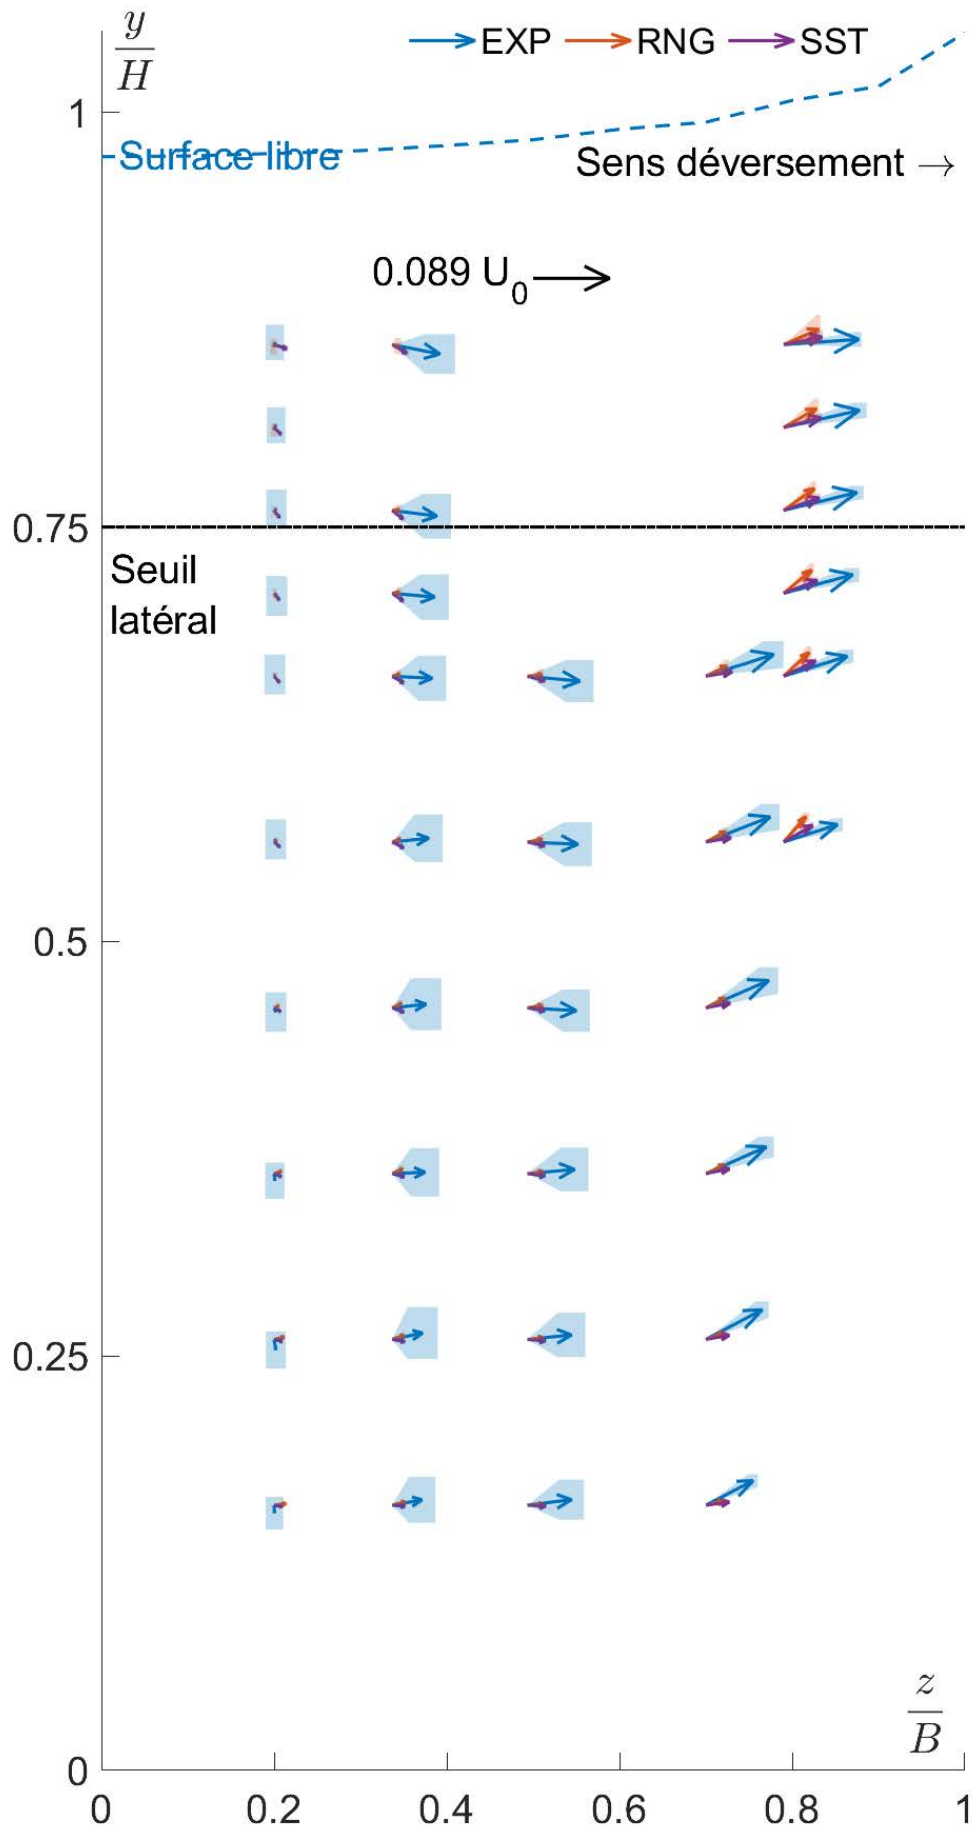 y
H
EXP RNG SST
1
Surface libre
Sens déversement →
0.089 U0
0.75
Seuil
latéral
0.5
0.25
z
B
0
0 0.2 0.4 0.6 0.8 1